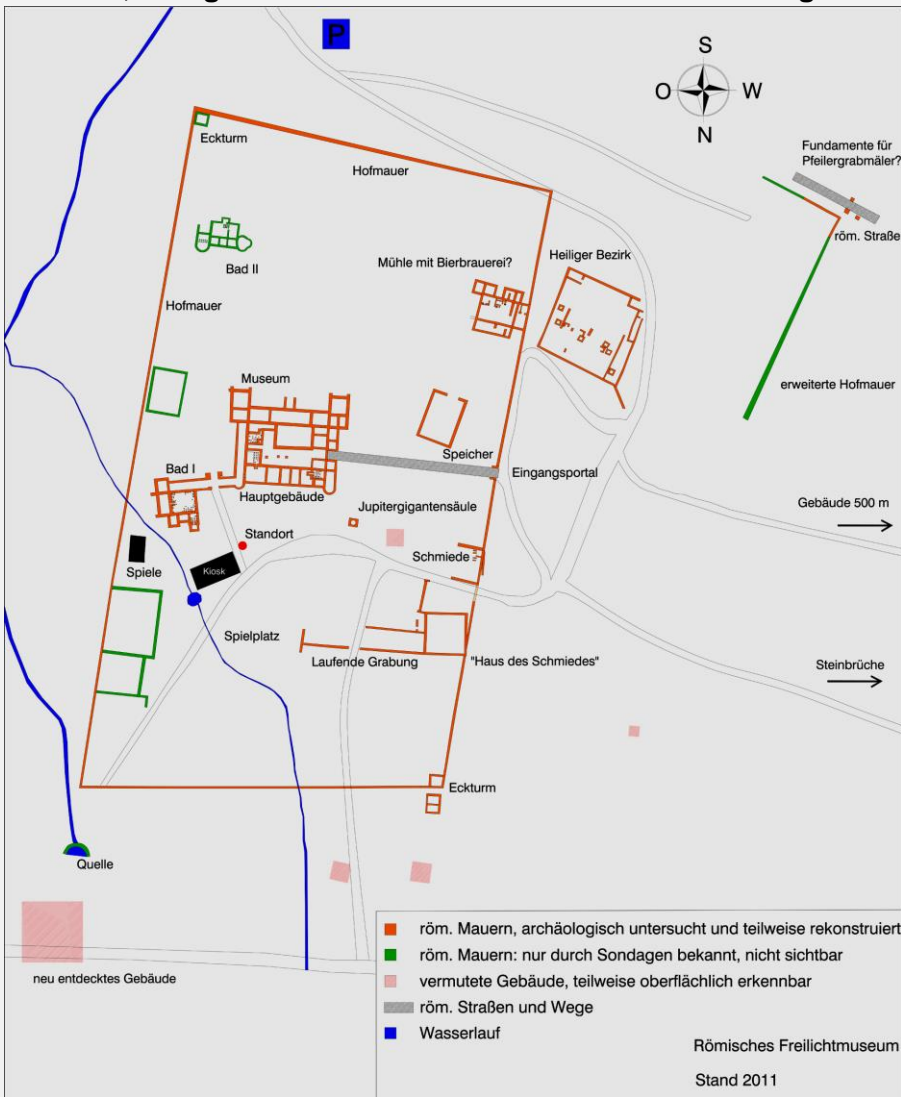 P
S
O
W
N
Eckturm
Hofmauer
Fundamente für
Pfeilergrabmäler?
röm. Straße
Bad II
Mühle mit Bierbrauerei?
Heiliger Bezirk
Hofmauer
Museum
erweiterte Hofmauer
Speicher
Eingangsportal
Bad I
Hauptgebäude
Jupitergigantensäule
Gebäude 500 m
Standort
Schmiede
Spiele
Kiosk
Spielplatz
Laufende Grabung
"Haus des Schmiedes"
Steinbrüche
Eckturm
Quelle
neu entdecktes Gebäude
röm. Mauern, archäologisch untersucht und teilweise rekonstruiert
röm. Mauern: nur durch Sondagen bekannt, nicht sichtbar
vermutete Gebäude, teilweise oberflächlich erkennbar
röm. Straßen und Wege
Wasserlauf
Römisches Freilichtmuseum
Stand 2011